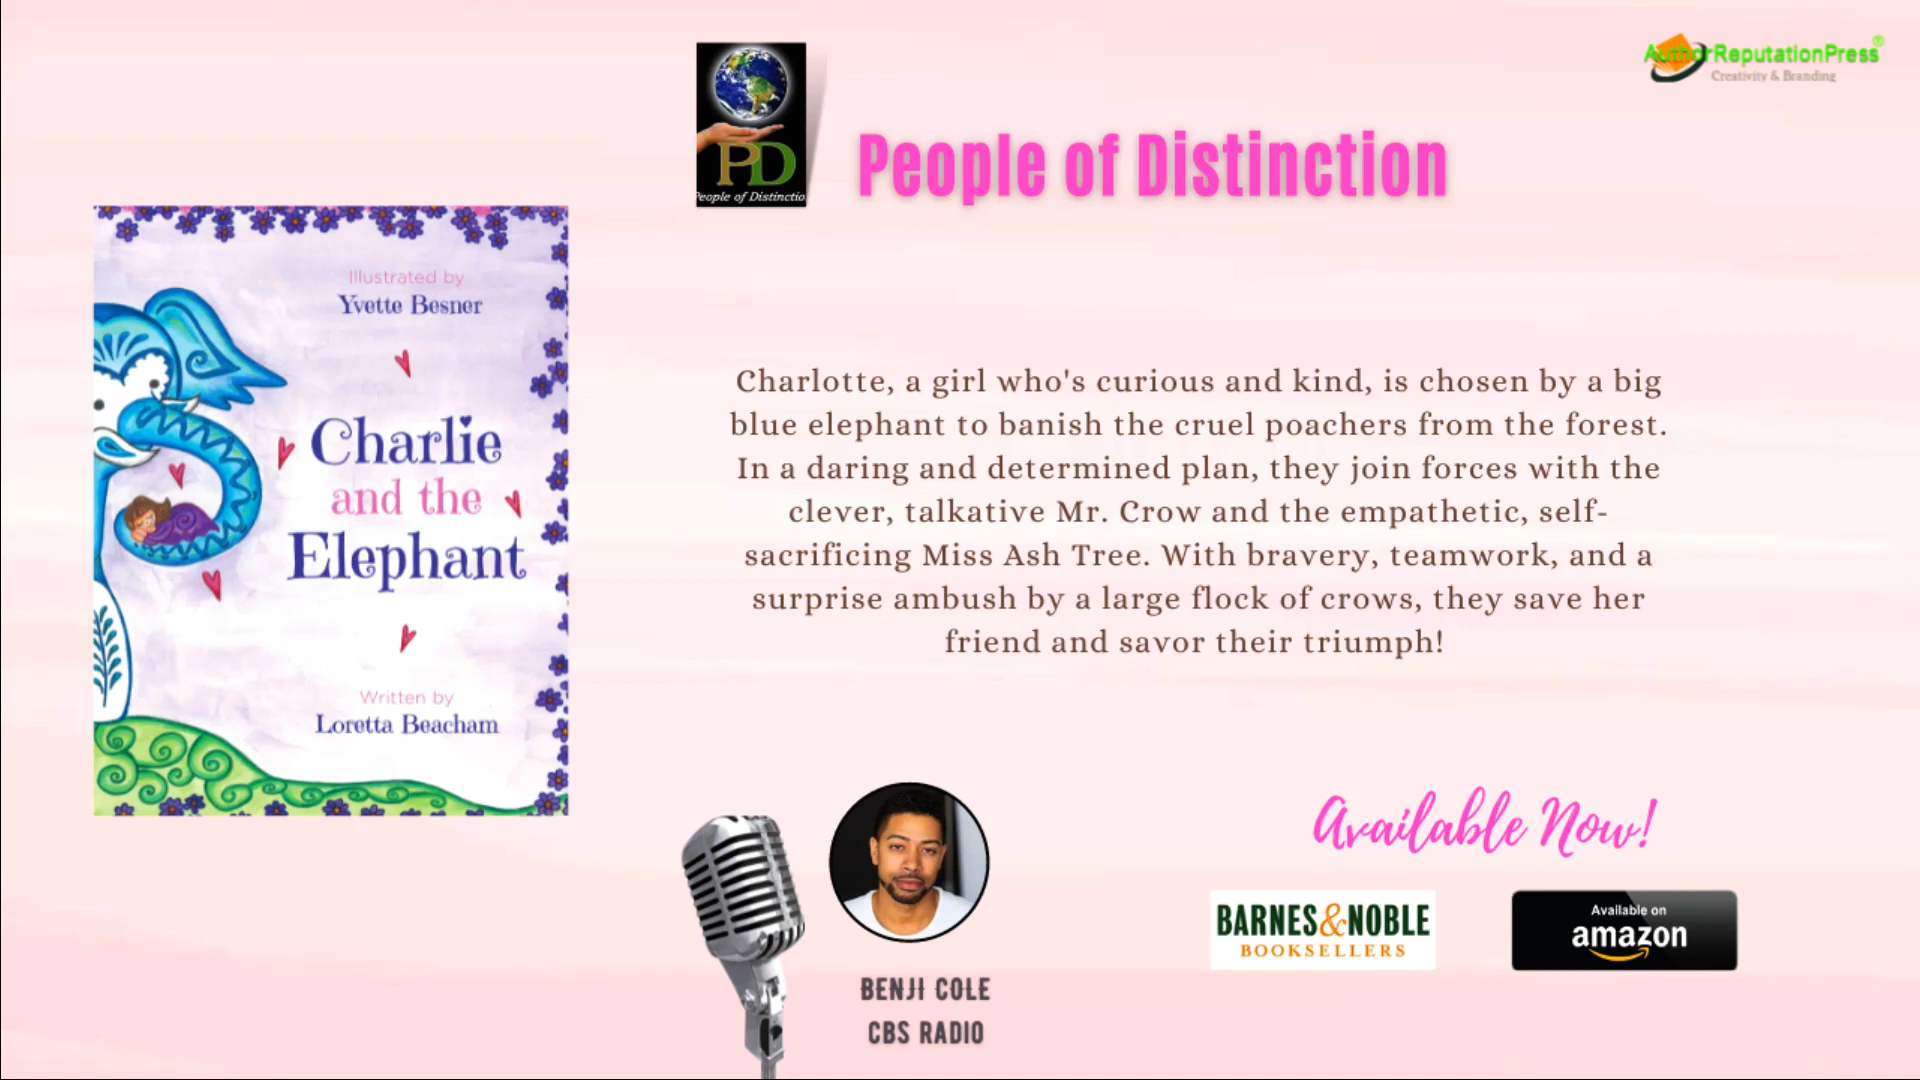 AuthorReputationPress®
Creativity & Branding
PD
People of Distinctio
People of Distinction
Illustrated by
Yvette Besner
Charlie
and the
Elephant
Written by
Loretta Beacham
Charlotte, a girl who's curious and kind, is chosen by a big
blue elephant to banish the cruel poachers from the forest.
In a daring and determined plan, they join forces with the
clever, talkative Mr. Crow and the empathetic, self-
sacrificing Miss Ash Tree. With bravery, teamwork, and a
surprise ambush by a large flock of crows, they save her
friend and savor their triumph!
BENJI COLE
CBS RADIO
Available Now!
BARNES&NOBLE
BOOKSELLERS
Available on
amazon